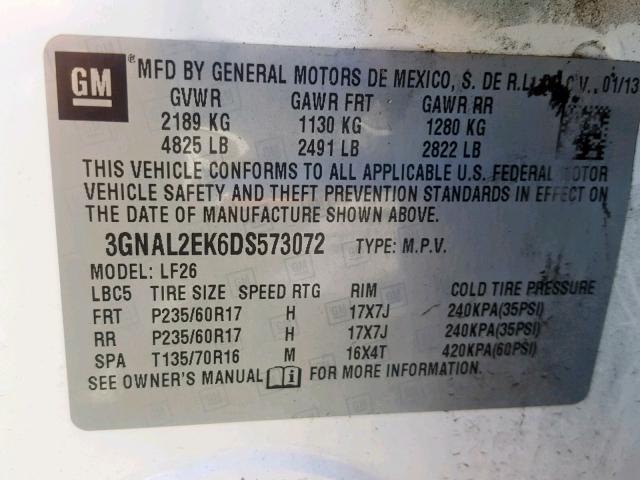 GM ® MFD BY GENERAL MOTORS DE MEXICO, S. DE R.L. C.V., 01/13
GVWR GAWR FRT GAWR RR
2189 KG 1130 KG 1280 KG
4825 LB 2491 LB 2822 LB
THIS VEHICLE CONFORMS TO ALL APPLICABLE U.S. FEDERAL MOTOR
VEHICLE SAFETY AND THEFT PREVENTION STANDARDS IN EFFECT ON
THE DATE OF MANUFACTURE SHOWN ABOVE.
3GNAL2EK6DS573072 TYPE: M.P.V.
MODEL: LF26
LBC5 TIRE SIZE SPEED RTG RIM COLD TIRE PRESSURE
FRT P235/60R17 H 17X7J 240KPA(35PSI)
RR P235/60R17 H 17X7J 240KPA(35PSI)
SPA T135/70R16 M 16X4T 420KPA(60PSI)
SEE OWNER'S MANUAL FOR MORE INFORMATION.